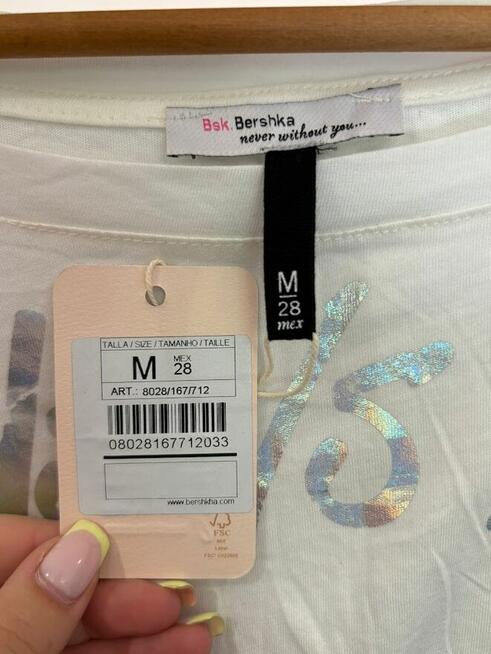 Bsk. Bershka
never without you...
M
28
mex
TALLA / SIZE / TAMANHO / TAILLE
M MEX 28
ART.: 8028/167/712
08028167712033
www.bershkha.com
FSC